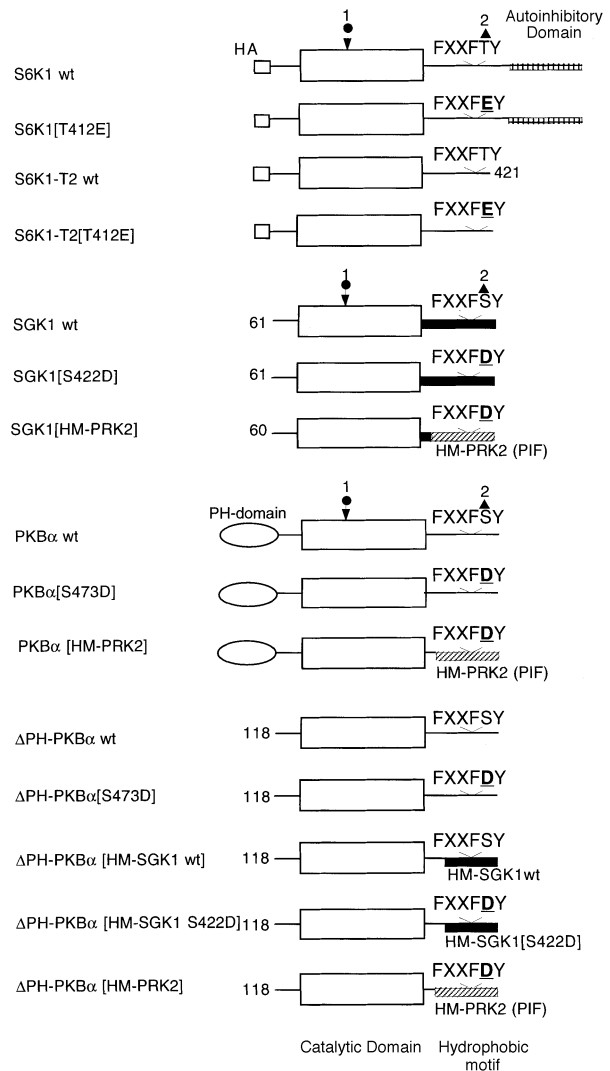 1 2 Autoinhibitory
Domain
HA FXXFTY
S6K1 wt
FXXFEY
S6K1[T412E]
FXXFTY
S6K1-T2 wt 421
FXXFEY
S6K1-T2[T412E]
1 2
FXXFSY
SGK1 wt 61
FXXFDY
SGK1[S422D] 61
FXXFDY
SGK1[HM-PRK2] 60
HM-PRK2 (PIF)
1 2
PH-domain FXXFSY
PKBα wt
FXXFDY
PKBα[S473D]
FXXFDY
PKBα [HM-PRK2]
HM-PRK2 (PIF)
FXXFSY
ΔPH-PKBα wt 118
FXXFDY
ΔPH-PKBα[S473D] 118
FXXFSY
ΔPH-PKBα [HM-SGK1 wt] 118
HM-SGK1wt
FXXFDY
ΔPH-PKBα [HM-SGK1 S422D] 118
HM-SGK1[S422D]
FXXFDY
ΔPH-PKBα [HM-PRK2] 118
HM-PRK2 (PIF)
Catalytic Domain Hydrophobic
motif